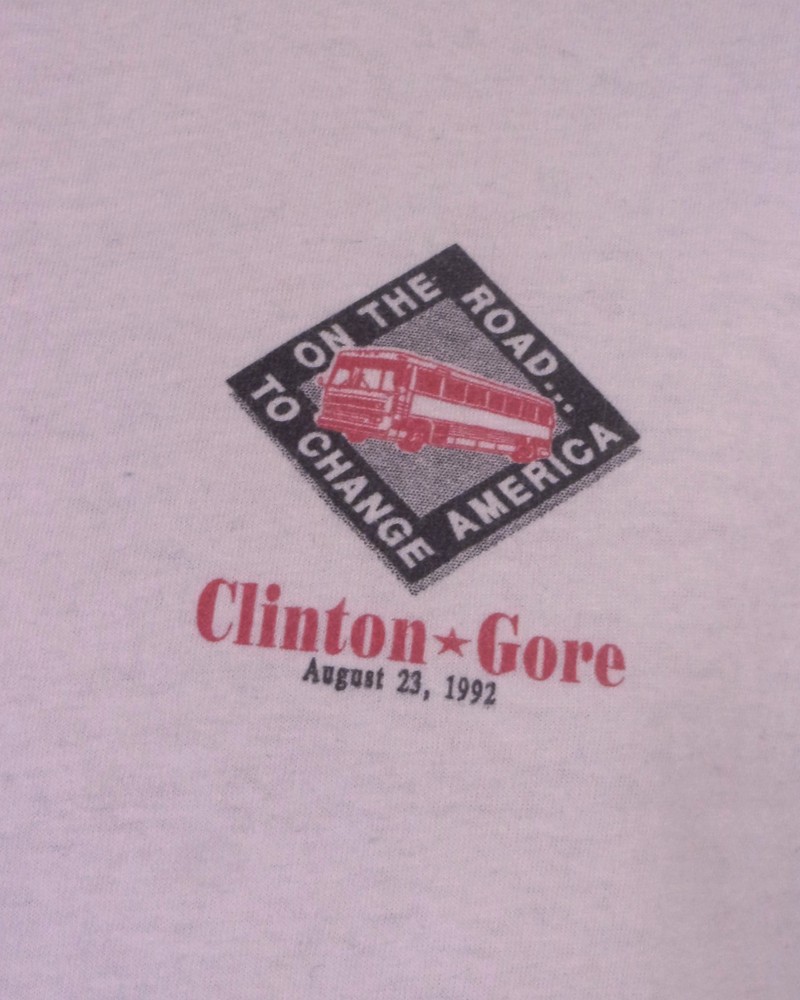 ON THE ROAD...
TO CHANGE AMERICA
Clinton★Gore
August 23, 1992